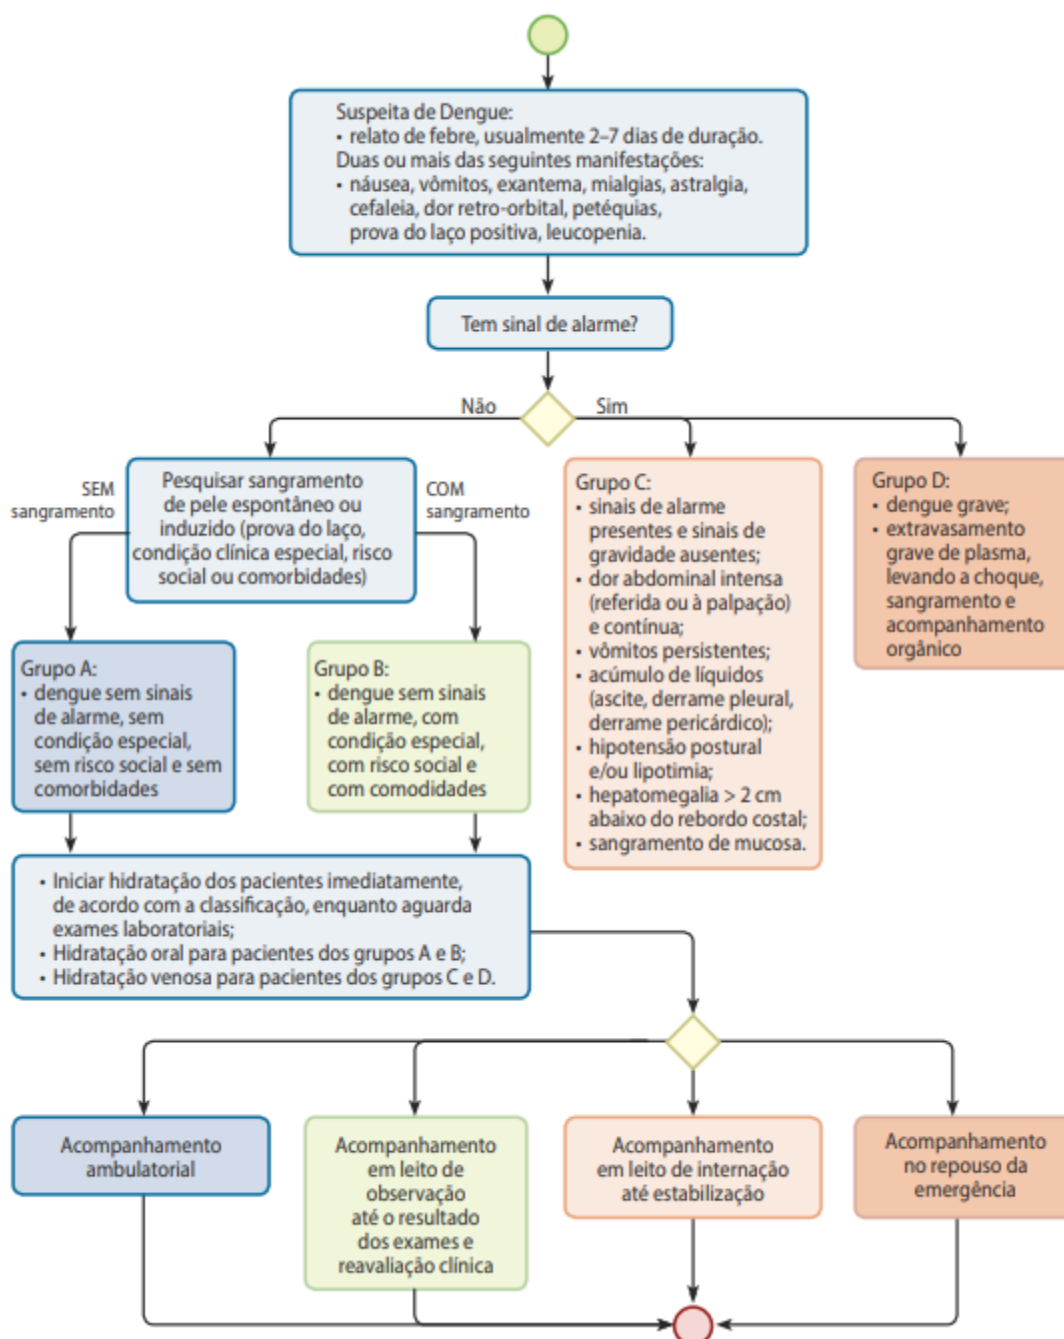 Suspeita de Dengue:
• relato de febre, usualmente 2–7 dias de duração.
Duas ou mais das seguintes manifestações:
• náusea, vômitos, exantema, mialgias, astralgia,
cefaleia, dor retro-orbital, petéquias,
prova do laço positiva, leucopenia.
Tem sinal de alarme?
Não
Sim
SEM
sangramento
Pesquisar sangramento
de pele espontâneo ou
induzido (prova do laço,
condição clínica especial, risco
social ou comorbidades)
COM
sangramento
Grupo C:
• sinais de alarme
presentes e sinais de
gravidade ausentes;
• dor abdominal intensa
(referida ou à palpação)
e contínua;
• vômitos persistentes;
• acúmulo de líquidos
(ascite, derrame pleural,
derrame pericárdico);
• hipotensão postural
e/ou lipotimia;
• hepatomegalia > 2 cm
abaixo do rebordo costal;
• sangramento de mucosa.
Grupo D:
• dengue grave;
• extravasamento
grave de plasma,
levando a choque,
sangramento e
acompanhamento
orgânico
Grupo A:
• dengue sem sinais
de alarme, sem
condição especial,
sem risco social e sem
comorbidades
Grupo B:
• dengue sem sinais
de alarme, com
condição especial,
com risco social e
com comodidades
• Iniciar hidratação dos pacientes imediatamente,
de acordo com a classificação, enquanto aguarda
exames laboratoriais;
• Hidratação oral para pacientes dos grupos A e B;
• Hidratação venosa para pacientes dos grupos C e D.
Acompanhamento
ambulatorial
Acompanhamento
em leito de
observação
até o resultado
dos exames e
reavaliação clínica
Acompanhamento
em leito de internação
até estabilização
Acompanhamento
no repouso da
emergência